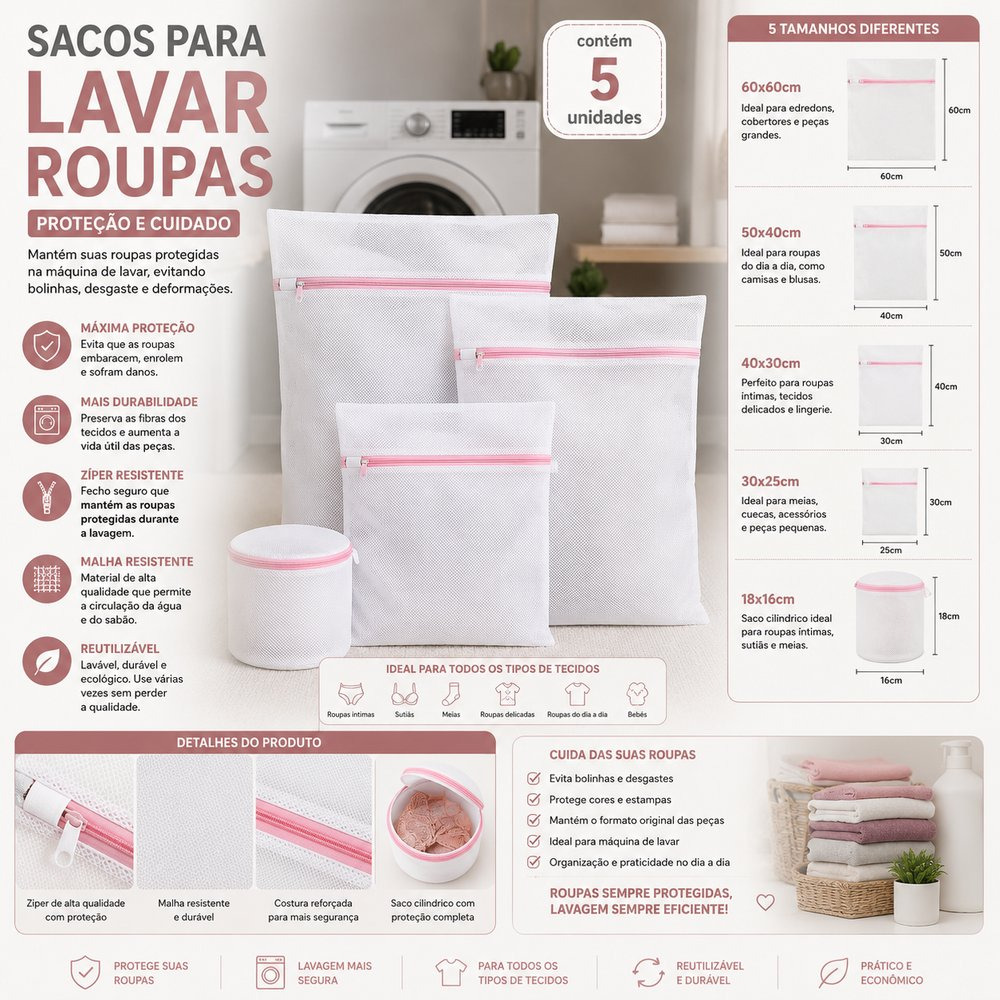 SACOS PARA
LAVAR
ROUPAS
PROTEÇÃO E CUIDADO
Mantém suas roupas protegidas
na máquina de lavar, evitando
bolinhas, desgaste e deformações.
MÁXIMA PROTEÇÃO
Evita que as roupas
embaracem, enrolem
e sofram danos.
MAIS DURABILIDADE
Preserva as fibras dos
tecidos e aumenta a
vida útil das peças.
ZÍPER RESISTENTE
Fecho seguro que
mantém as roupas
protegidas durante
a lavagem.
MALHA RESISTENTE
Material de alta
qualidade que permite
a circulação da água
e do sabão.
REUTILIZÁVEL
Lavável, durável e
ecológico. Use várias
vezes sem perder
a qualidade.
contém
5
unidades
5 TAMANHOS DIFERENTES
60x60cm
Ideal para edredons,
cobertores e peças
grandes.
60cm
60cm
50x40cm
Ideal para roupas
do dia a dia, como
camisas e blusas.
50cm
40cm
40x30cm
Perfeito para roupas
íntimas, tecidos
delicados e lingerie.
40cm
30cm
30x25cm
Ideal para meias,
cuecas, acessórios
e peças pequenas.
30cm
25cm
18x16cm
Saco cilíndrico ideal
para roupas íntimas,
sutiãs e meias.
18cm
16cm
IDEAL PARA TODOS OS TIPOS DE TECIDOS
Roupas íntimas
Sutiãs
Meias
Roupas delicadas
Roupas do dia a dia
Bebês
DETALHES DO PRODUTO
Ziper de alta qualidade
com proteção
Malha resistente
e durável
Costura reforçada
para mais segurança
Saco cilíndrico com
proteção completa
CUIDA DAS SUAS ROUPAS
Evita bolinhas e desgastes
Protege cores e estampas
Mantém o formato original das peças
Ideal para máquina de lavar
Organização e praticidade no dia a dia
ROUPAS SEMPRE PROTEGIDAS,
LAVAGEM SEMPRE EFICIENTE!
PROTEGE SUAS
ROUPAS
LAVAGEM MAIS
SEGURA
PARA TODOS OS
TIPOS DE TECIDOS
REUTILIZÁVEL
E DURÁVEL
PRÁTICO E
ECONÔMICO